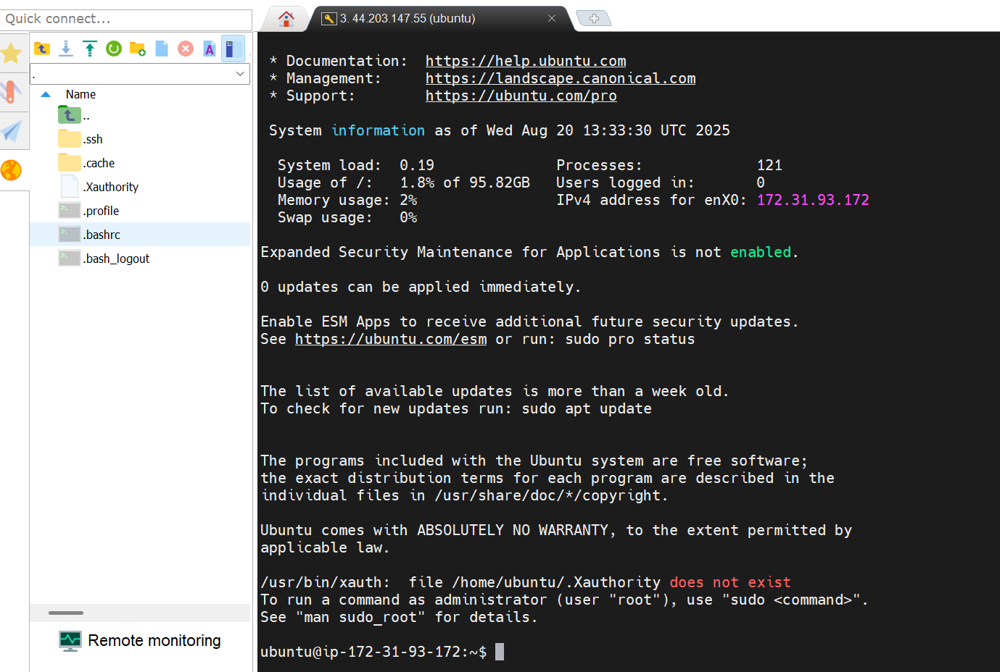 Quick connect...
3. 44.203.147.55 (ubuntu)
.
Name
..
.ssh
.cache
.Xauthority
.profile
.bashrc
.bash_logout
Remote monitoring
* Documentation:  https://help.ubuntu.com
* Management:     https://landscape.canonical.com
* Support:        https://ubuntu.com/pro
System information as of Wed Aug 20 13:33:30 UTC 2025
System load:  0.19              Processes:             121
Usage of /:   1.8% of 95.82GB   Users logged in:       0
Memory usage: 2%                IPv4 address for enX0: 172.31.93.172
Swap usage:   0%
Expanded Security Maintenance for Applications is not enabled.
0 updates can be applied immediately.
Enable ESM Apps to receive additional future security updates.
See https://ubuntu.com/esm or run: sudo pro status
The list of available updates is more than a week old.
To check for new updates run: sudo apt update
The programs included with the Ubuntu system are free software;
the exact distribution terms for each program are described in the
individual files in /usr/share/doc/*/copyright.
Ubuntu comes with ABSOLUTELY NO WARRANTY, to the extent permitted by
applicable law.
/usr/bin/xauth:  file /home/ubuntu/.Xauthority does not exist
To run a command as administrator (user "root"), use "sudo <command>".
See "man sudo_root" for details.
ubuntu@ip-172-31-93-172:~$